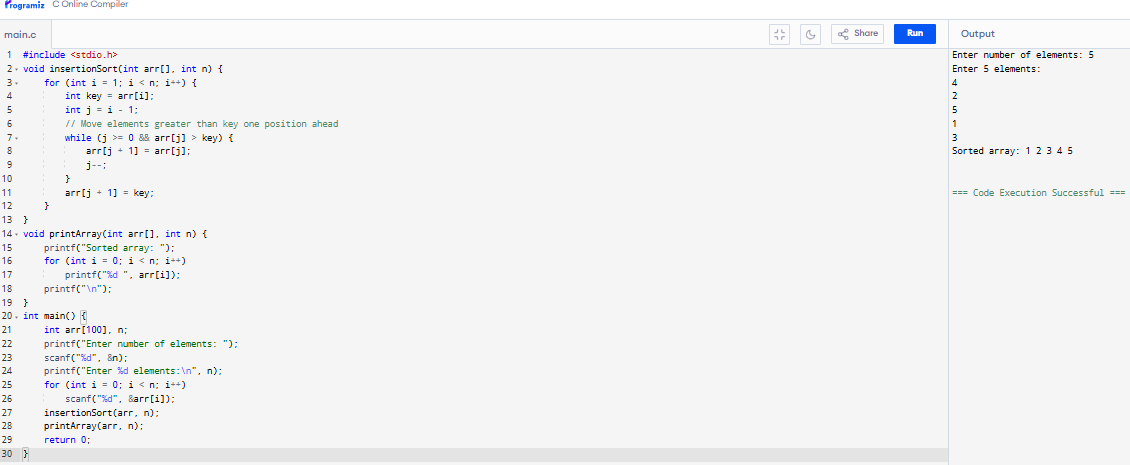 Programiz C Online Compiler
main.c Share Run Output
1 #include <stdio.h>
2 void insertionSort(int arr[], int n) {
3 for (int i = 1; i < n; i++) {
4 int key = arr[i];
5 int j = i - 1;
6 // Move elements greater than key one position ahead
7 while (j >= 0 && arr[j] > key) {
8 arr[j + 1] = arr[j];
9 j--;
10 }
11 arr[j + 1] = key;
12 }
13 }
14 void printArray(int arr[], int n) {
15 printf("Sorted array: ");
16 for (int i = 0; i < n; i++)
17 printf("%d ", arr[i]);
18 printf("\n");
19 }
20 int main() {
21 int arr[100], n;
22 printf("Enter number of elements: ");
23 scanf("%d", &n);
24 printf("Enter %d elements:\n", n);
25 for (int i = 0; i < n; i++)
26 scanf("%d", &arr[i]);
27 insertionSort(arr, n);
28 printArray(arr, n);
29 return 0;
30 }
Enter number of elements: 5
Enter 5 elements:
4
2
5
1
3
Sorted array: 1 2 3 4 5
=== Code Execution Successful ===